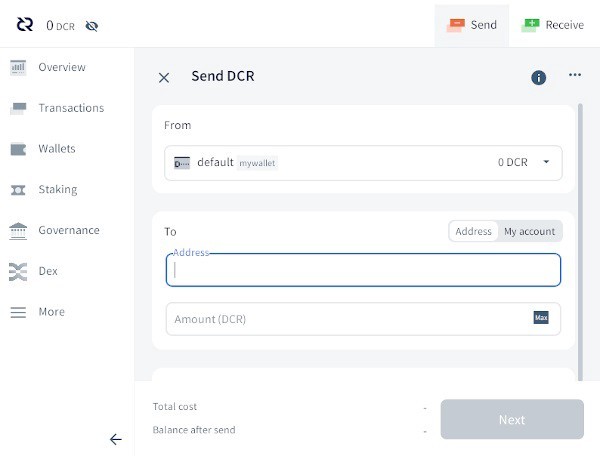 0 DCR
Send
Receive
Overview
Transactions
Wallets
Staking
Governance
Dex
More
Send DCR
From
default mywallet 0 DCR
To Address My account
Address
Amount (DCR) Max
Total cost -
Balance after send -
Next